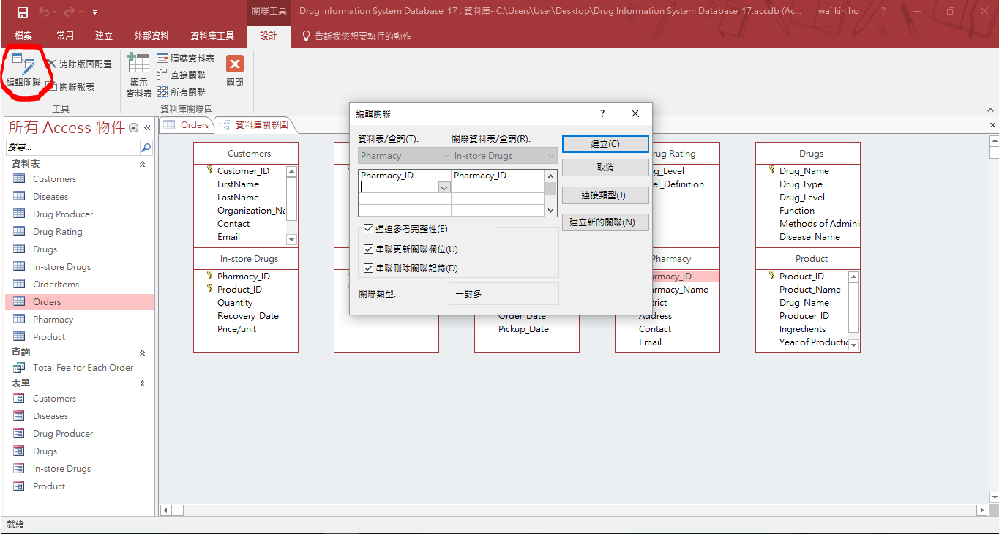 關聯工具
Drug Information System Database_17 : 資料庫- C:\Users\User\Desktop\Drug Information System Database_17.accdb (Ac...
wai kin ho
?
檔案
常用
建立
外部資料
資料庫工具
設計
告訴我您想要執行的動作
編輯關聯
清除版面配置
關聯報表
工具
顯示
資料表
隱藏資料表
直接關聯
所有關聯
關閉
資料庫關聯圖
所有 Access 物件
搜尋...
資料表
Customers
Diseases
Drug Producer
Drug Rating
Drugs
In-store Drugs
OrderItems
Orders
Pharmacy
Product
查詢
Total Fee for Each Order
表單
Customers
Diseases
Drug Producer
Drugs
In-store Drugs
Product
Orders
資料庫關聯圖
Customers
Customer_ID
FirstName
LastName
Organization_Na
Contact
Email
In-store Drugs
Pharmacy_ID
Product_ID
Quantity
Recovery_Date
Price/unit
編輯關聯
?
資料表/查詢(T):
關聯資料表/查詢(R):
Pharmacy
In-store Drugs
Pharmacy_ID
Pharmacy_ID
強迫參考完整性(E)
串聯更新關聯欄位(U)
串聯刪除關聯記錄(D)
關聯類型:
一對多
建立(C)
取消
連接類型(J)...
建立新的關聯(N)...
Order_Date
Pickup_Date
rug Rating
g_Level
el_Definition
Pharmacy
rmacy_ID
rmacy_Name
trict
Address
Contact
Email
Drugs
Drug_Name
Drug Type
Drug_Level
Function
Methods of Admini
Disease_Name
Product
Product_ID
Product_Name
Drug_Name
Producer_ID
Ingredients
Year of Productic
就緒